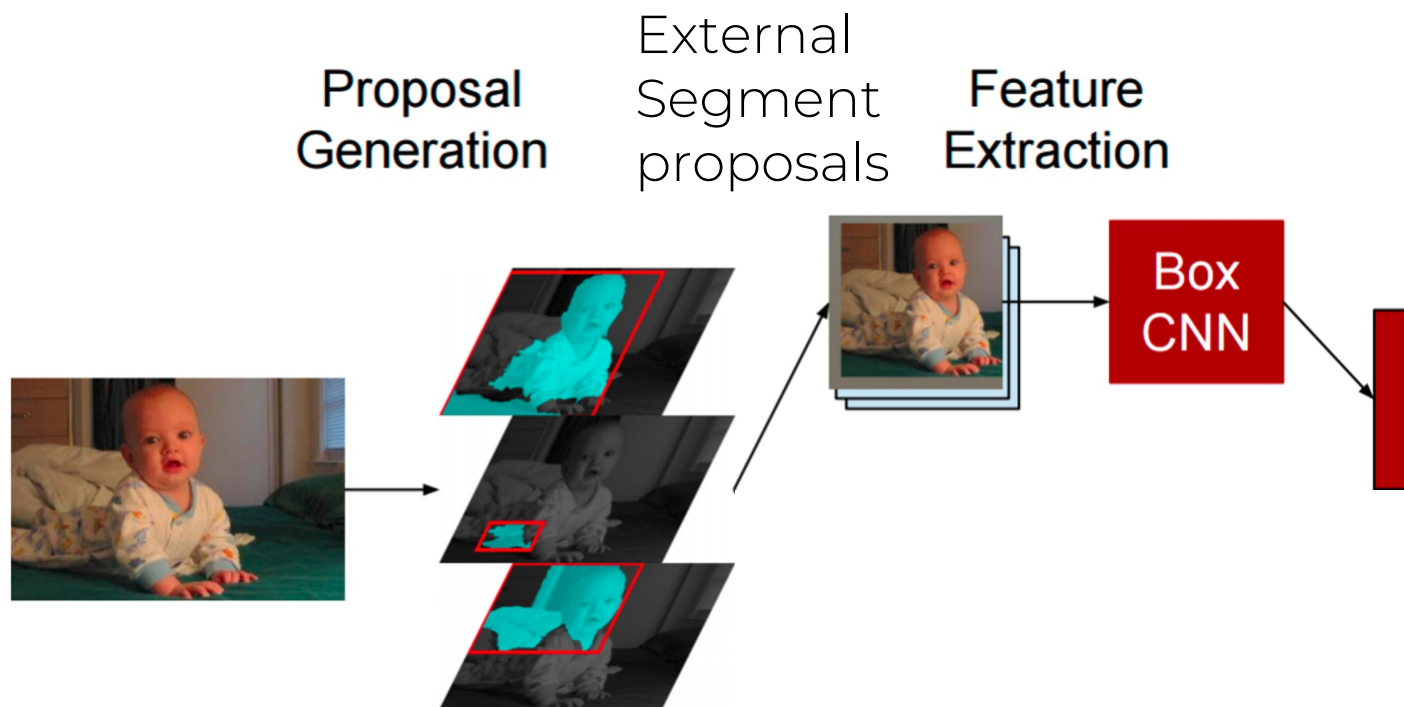 Proposal
Generation
External
Segment
proposals
Feature
Extraction
Box
CNN